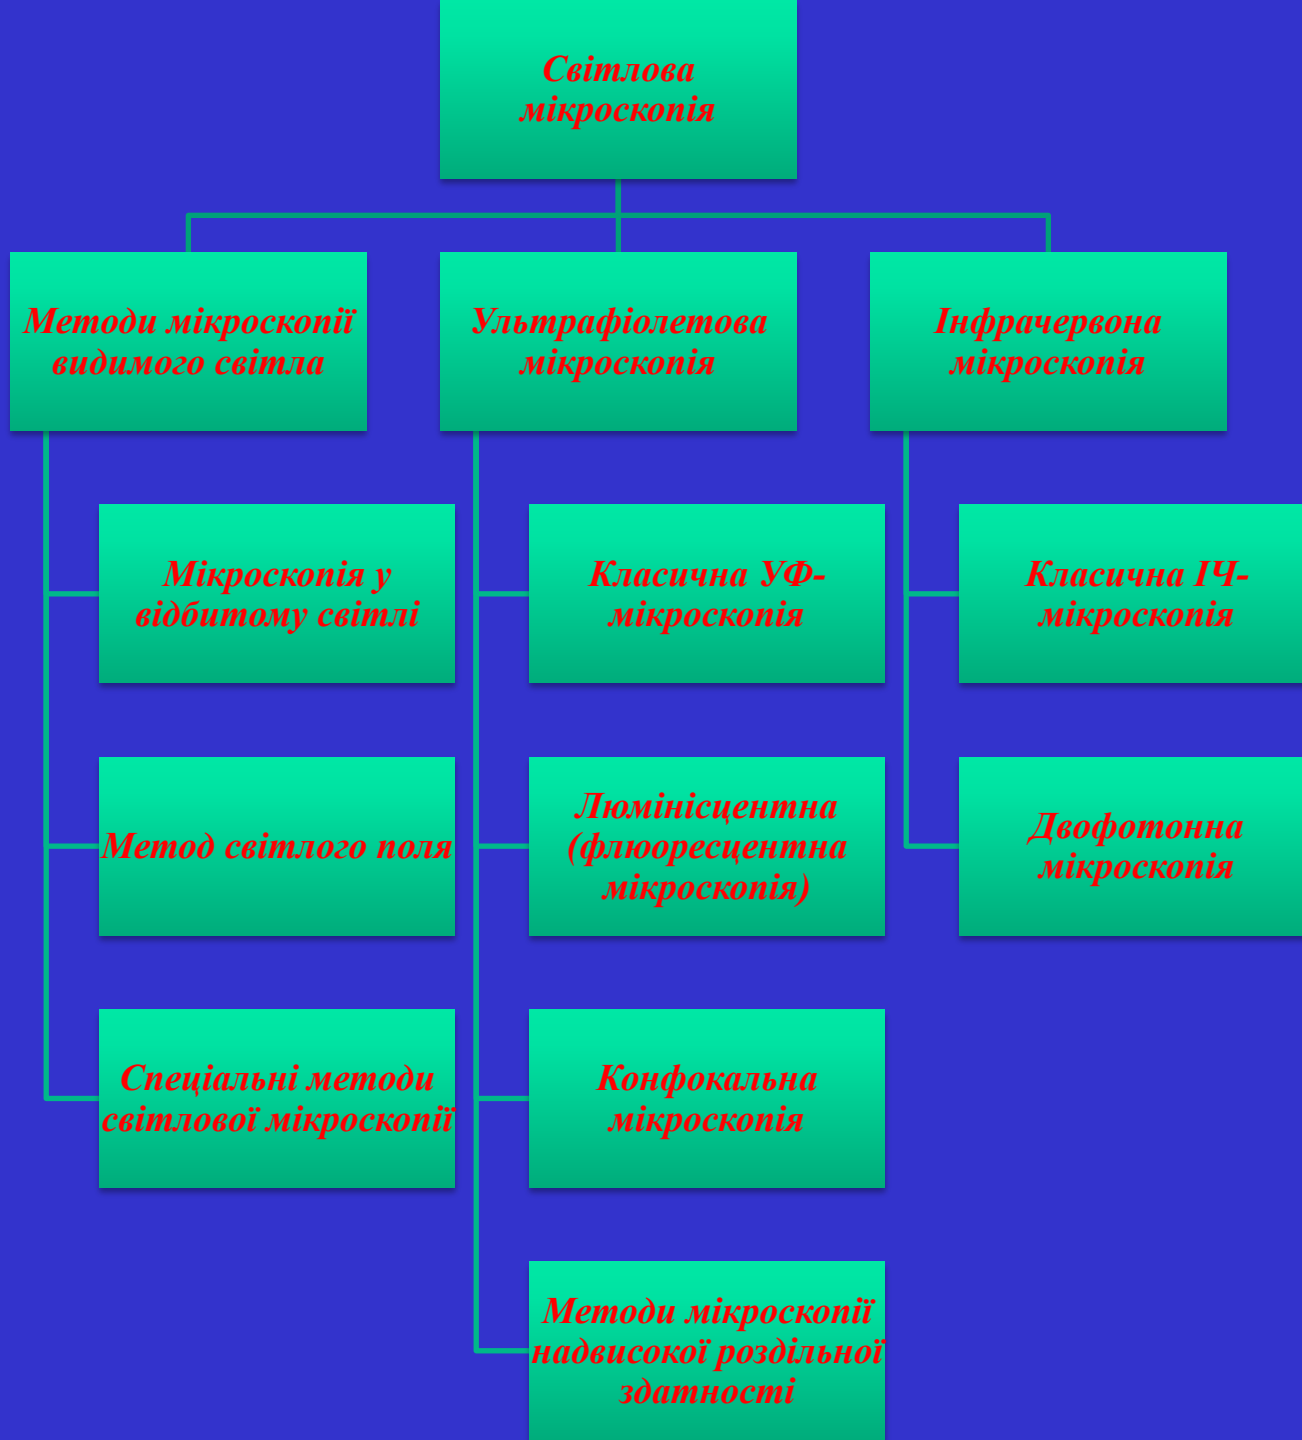 Світлова
мікроскопія
Методи мікроскопії
видимого світла
Ультрафіолетова
мікроскопія
Інфрачервона
мікроскопія
Мікроскопія у
відбитому світлі
Метод світлого поля
Спеціальні методи
світлової мікроскопії
Класична УФ-
мікроскопія
Люмінісцентна
(флюоресцентна
мікроскопія)
Конфокальна
мікроскопія
Методи мікроскопії
надвисокої роздільної
здатності
Класична ІЧ-
мікроскопія
Двофотонна
мікроскопія